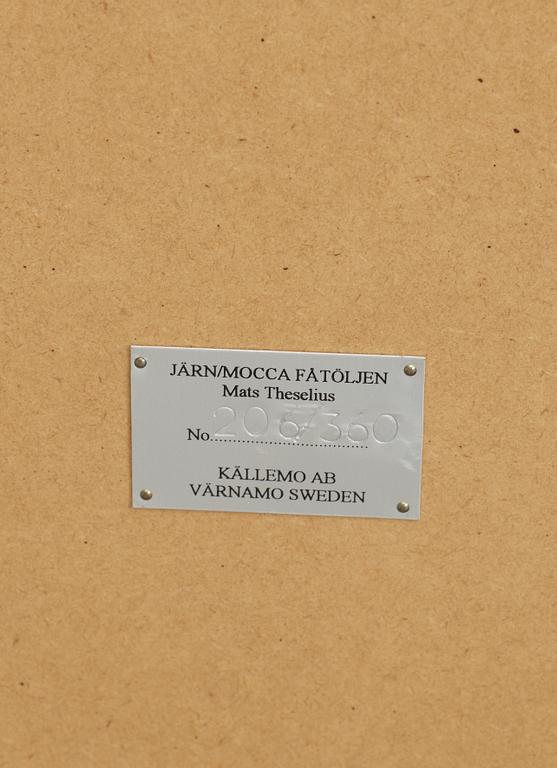 JÄRN/MOCCA FÅTÖLJEN
Mats Theselius
No. 206/360
KÄLLEMO AB
VÄRNAMO SWEDEN